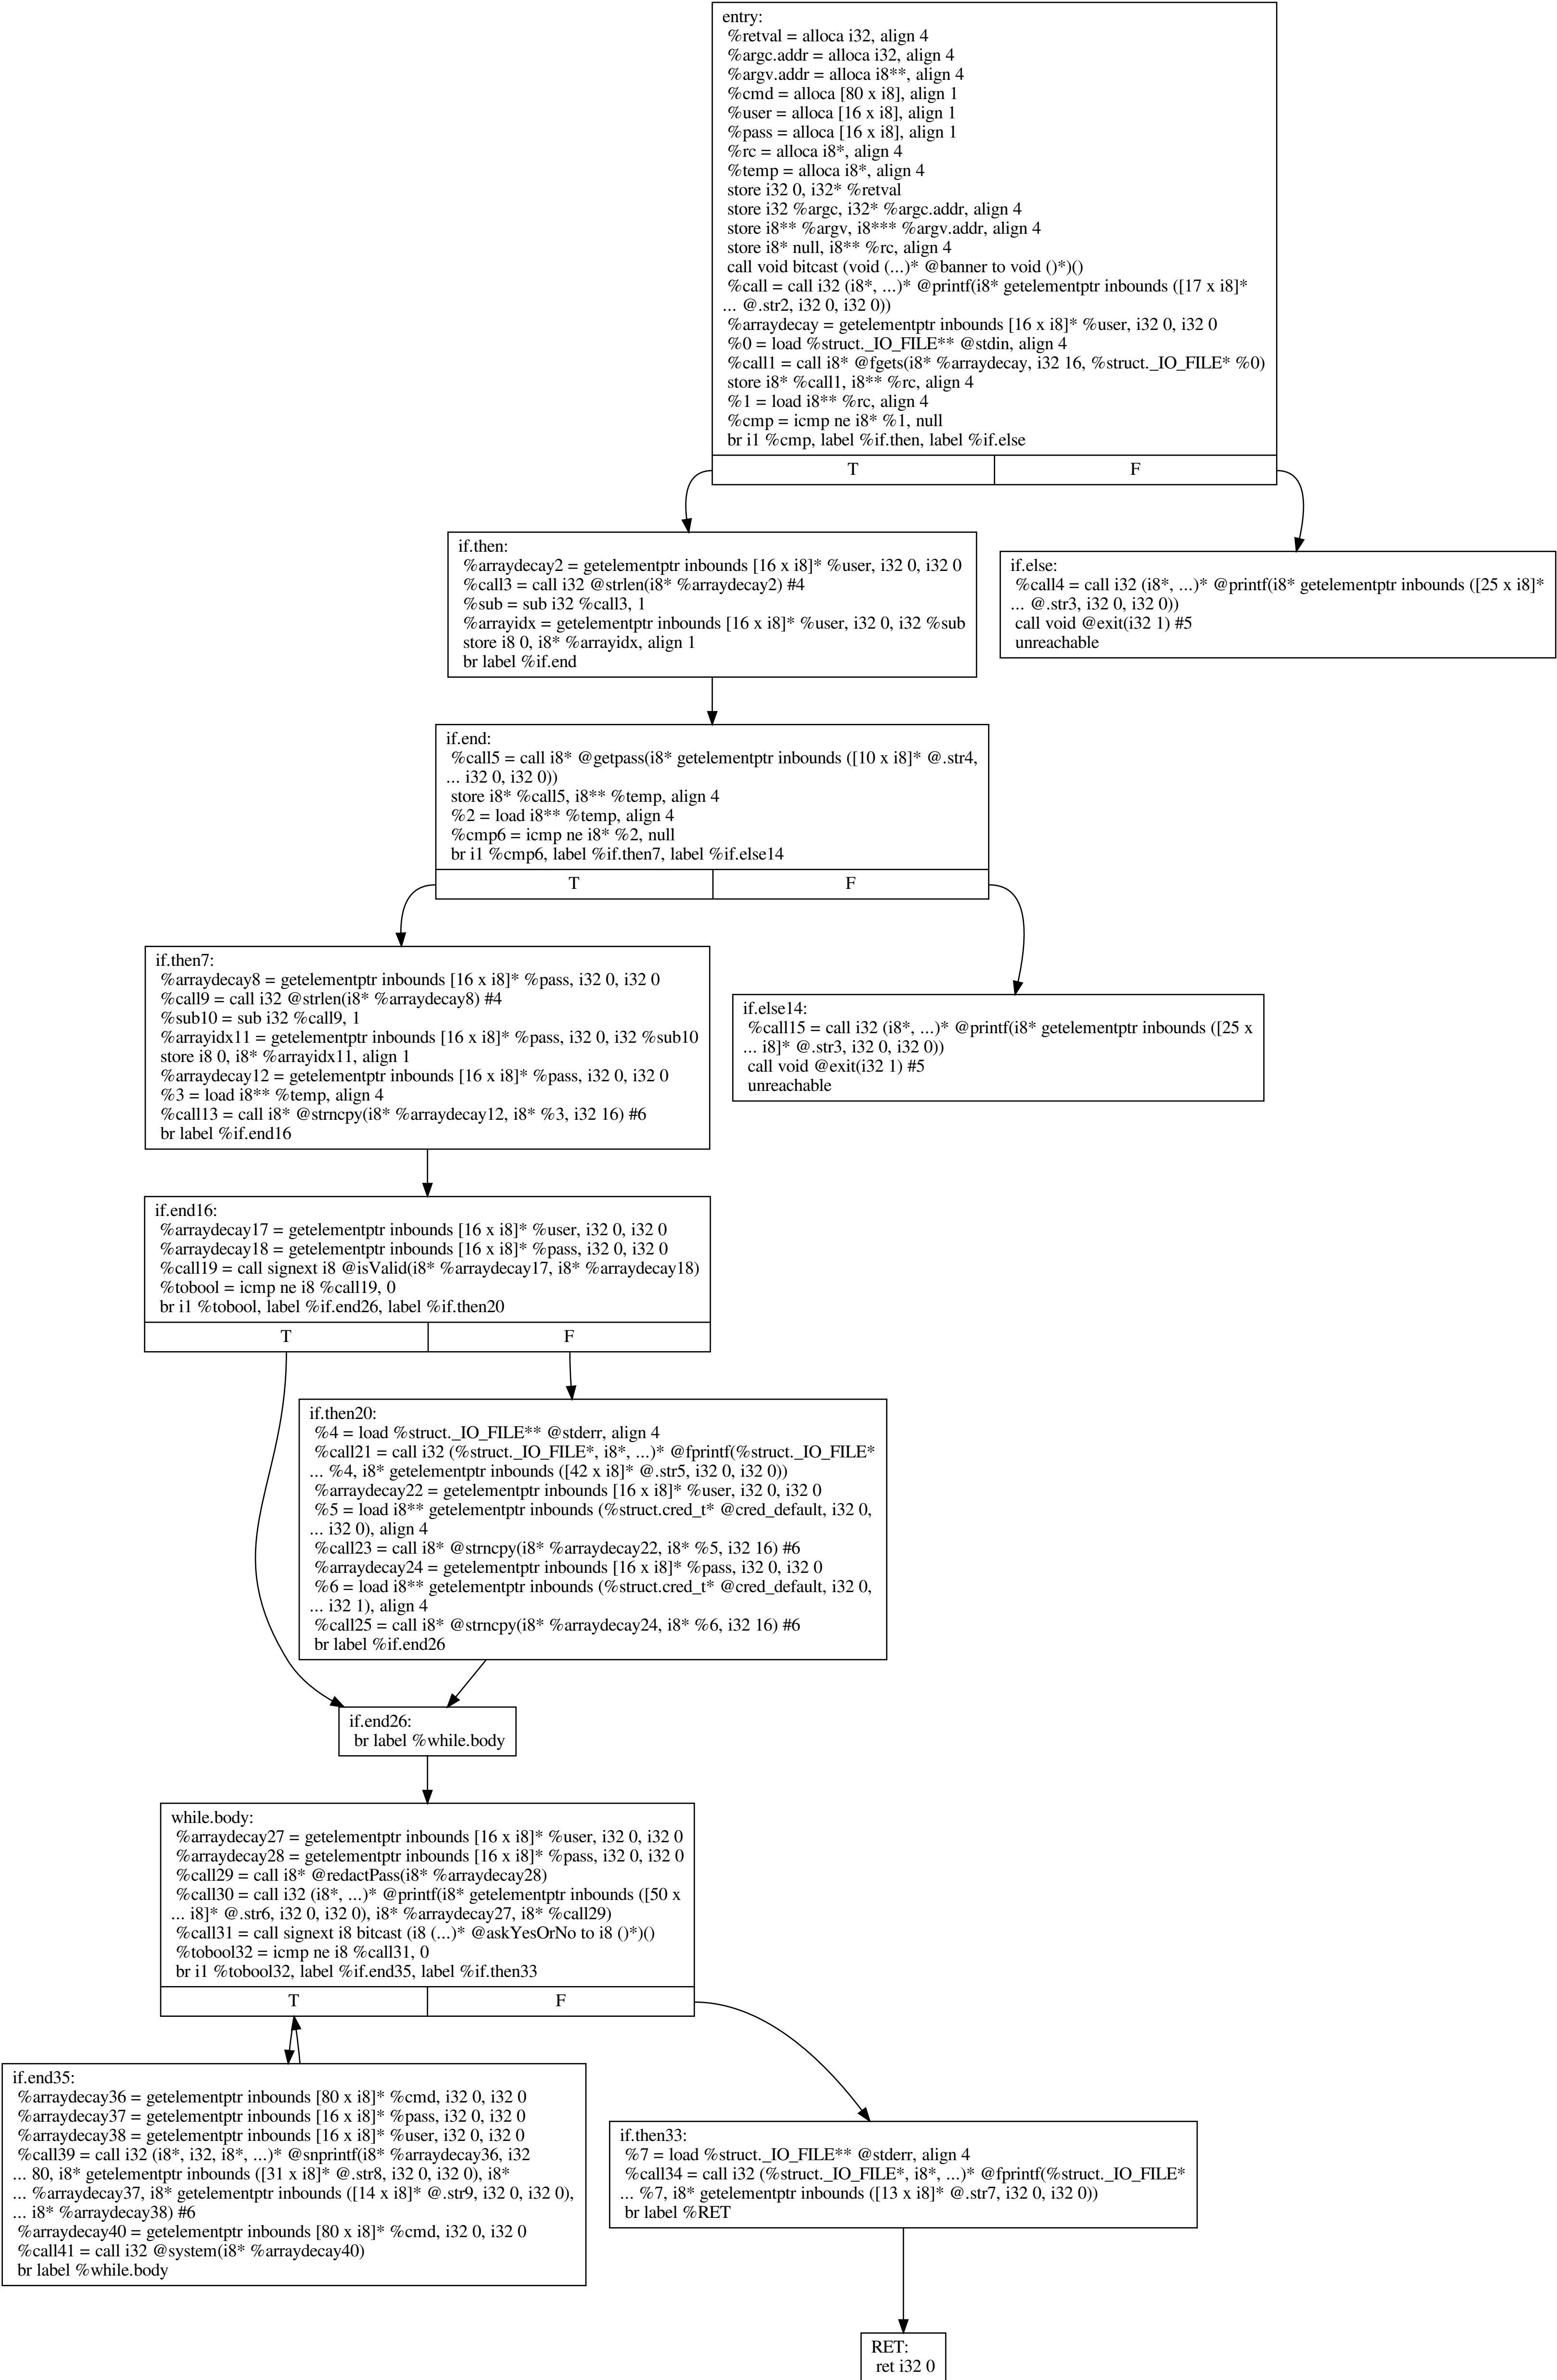 entry:
%retval = alloca i32, align 4
%argc.addr = alloca i32, align 4
%argv.addr = alloca i8**, align 4
%cmd = alloca [80 x i8], align 1
%user = alloca [16 x i8], align 1
%pass = alloca [16 x i8], align 1
%rc = alloca i8*, align 4
%temp = alloca i8*, align 4
store i32 0, i32* %retval
store i32 %argc, i32* %argc.addr, align 4
store i8** %argv, i8*** %argv.addr, align 4
store i8* null, i8** %rc, align 4
call void bitcast (void (...)* @banner to void ()*)()
%call = call i32 (i8*, ...)* @printf(i8* getelementptr inbounds ([17 x i8]*
... @.str2, i32 0, i32 0))
%arraydecay = getelementptr inbounds [16 x i8]* %user, i32 0, i32 0
%0 = load %struct._IO_FILE** @stdin, align 4
%call1 = call i8* @fgets(i8* %arraydecay, i32 16, %struct._IO_FILE* %0)
store i8* %call1, i8** %rc, align 4
%1 = load i8** %rc, align 4
%cmp = icmp ne i8* %1, null
br i1 %cmp, label %if.then, label %if.else
T
F
if.then:
%arraydecay2 = getelementptr inbounds [16 x i8]* %user, i32 0, i32 0
%call3 = call i32 @strlen(i8* %arraydecay2) #4
%sub = sub i32 %call3, 1
%arrayidx = getelementptr inbounds [16 x i8]* %user, i32 0, i32 %sub
store i8 0, i8* %arrayidx, align 1
br label %if.end
if.else:
%call4 = call i32 (i8*, ...)* @printf(i8* getelementptr inbounds ([25 x i8]*
... @.str3, i32 0, i32 0))
call void @exit(i32 1) #5
unreachable
if.end:
%call5 = call i8* @getpass(i8* getelementptr inbounds ([10 x i8]* @.str4,
... i32 0, i32 0))
store i8* %call5, i8** %temp, align 4
%2 = load i8** %temp, align 4
%cmp6 = icmp ne i8* %2, null
br i1 %cmp6, label %if.then7, label %if.else14
T
F
if.then7:
%arraydecay8 = getelementptr inbounds [16 x i8]* %pass, i32 0, i32 0
%call9 = call i32 @strlen(i8* %arraydecay8) #4
%sub10 = sub i32 %call9, 1
%arrayidx11 = getelementptr inbounds [16 x i8]* %pass, i32 0, i32 %sub10
store i8 0, i8* %arrayidx11, align 1
%arraydecay12 = getelementptr inbounds [16 x i8]* %pass, i32 0, i32 0
%3 = load i8** %temp, align 4
%call13 = call i8* @strncpy(i8* %arraydecay12, i8* %3, i32 16) #6
br label %if.end16
if.else14:
%call15 = call i32 (i8*, ...)* @printf(i8* getelementptr inbounds ([25 x
... i8]* @.str3, i32 0, i32 0))
call void @exit(i32 1) #5
unreachable
if.end16:
%arraydecay17 = getelementptr inbounds [16 x i8]* %user, i32 0, i32 0
%arraydecay18 = getelementptr inbounds [16 x i8]* %pass, i32 0, i32 0
%call19 = call signext i8 @isValid(i8* %arraydecay17, i8* %arraydecay18)
%tobool = icmp ne i8 %call19, 0
br i1 %tobool, label %if.end26, label %if.then20
T
F
if.then20:
%4 = load %struct._IO_FILE** @stderr, align 4
%call21 = call i32 (%struct._IO_FILE*, i8*, ...)* @fprintf(%struct._IO_FILE*
... %4, i8* getelementptr inbounds ([42 x i8]* @.str5, i32 0, i32 0))
%arraydecay22 = getelementptr inbounds [16 x i8]* %user, i32 0, i32 0
%5 = load i8** getelementptr inbounds (%struct.cred_t* @cred_default, i32 0,
... i32 0), align 4
%call23 = call i8* @strncpy(i8* %arraydecay22, i8* %5, i32 16) #6
%arraydecay24 = getelementptr inbounds [16 x i8]* %pass, i32 0, i32 0
%6 = load i8** getelementptr inbounds (%struct.cred_t* @cred_default, i32 0,
... i32 1), align 4
%call25 = call i8* @strncpy(i8* %arraydecay24, i8* %6, i32 16) #6
br label %if.end26
if.end26:
br label %while.body
while.body:
%arraydecay27 = getelementptr inbounds [16 x i8]* %user, i32 0, i32 0
%arraydecay28 = getelementptr inbounds [16 x i8]* %pass, i32 0, i32 0
%call29 = call i8* @redactPass(i8* %arraydecay28)
%call30 = call i32 (i8*, ...)* @printf(i8* getelementptr inbounds ([50 x
... i8]* @.str6, i32 0, i32 0), i8* %arraydecay27, i8* %call29)
%call31 = call signext i8 bitcast (i8 (...)* @askYesOrNo to i8 ()*)()
%tobool32 = icmp ne i8 %call31, 0
br i1 %tobool32, label %if.end35, label %if.then33
T
F
if.end35:
%arraydecay36 = getelementptr inbounds [80 x i8]* %cmd, i32 0, i32 0
%arraydecay37 = getelementptr inbounds [16 x i8]* %pass, i32 0, i32 0
%arraydecay38 = getelementptr inbounds [16 x i8]* %user, i32 0, i32 0
%call39 = call i32 (i8*, i32, i8*, ...)* @snprintf(i8* %arraydecay36, i32
... 80, i8* getelementptr inbounds ([31 x i8]* @.str8, i32 0, i32 0), i8*
... %arraydecay37, i8* getelementptr inbounds ([14 x i8]* @.str9, i32 0, i32 0),
... i8* %arraydecay38) #6
%arraydecay40 = getelementptr inbounds [80 x i8]* %cmd, i32 0, i32 0
%call41 = call i32 @system(i8* %arraydecay40)
br label %while.body
if.then33:
%7 = load %struct._IO_FILE** @stderr, align 4
%call34 = call i32 (%struct._IO_FILE*, i8*, ...)* @fprintf(%struct._IO_FILE*
... %7, i8* getelementptr inbounds ([13 x i8]* @.str7, i32 0, i32 0))
br label %RET
RET:
ret i32 0